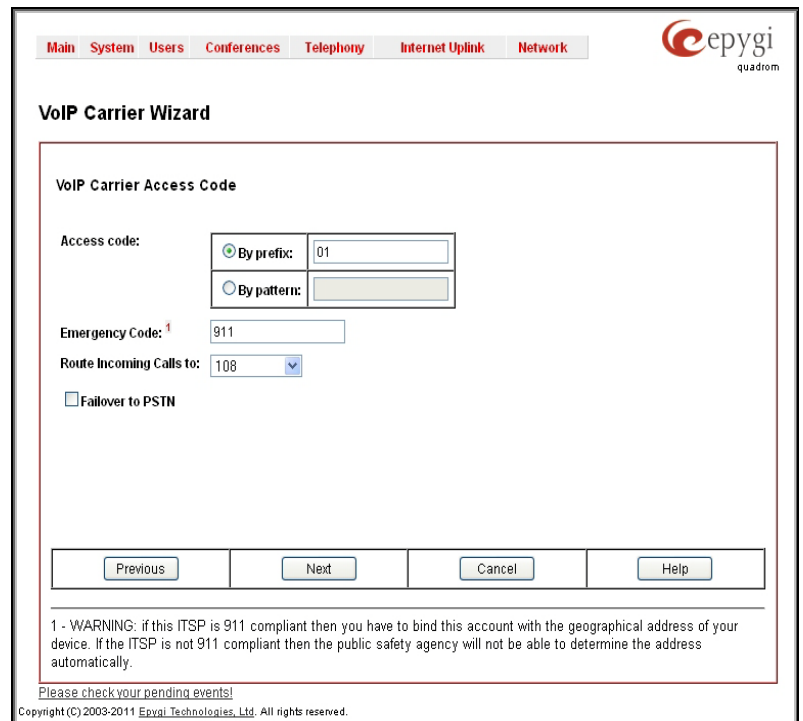 epygi
quadrom
Main System Users Conferences Telephony Internet Uplink Network
VoIP Carrier Wizard
VoIP Carrier Access Code
Access code:
By prefix: 01
By pattern:
Emergency Code: 1 911
Route Incoming Calls to: 108
Failover to PSTN
Previous Next Cancel Help
1 - WARNING: if this ITSP is 911 compliant then you have to bind this account with the geographical address of your
device. If the ITSP is not 911 compliant then the public safety agency will not be able to determine the address
automatically.
Please check your pending events!
Copyright (C) 2003-2011 Epygi Technologies, Ltd. All rights reserved.